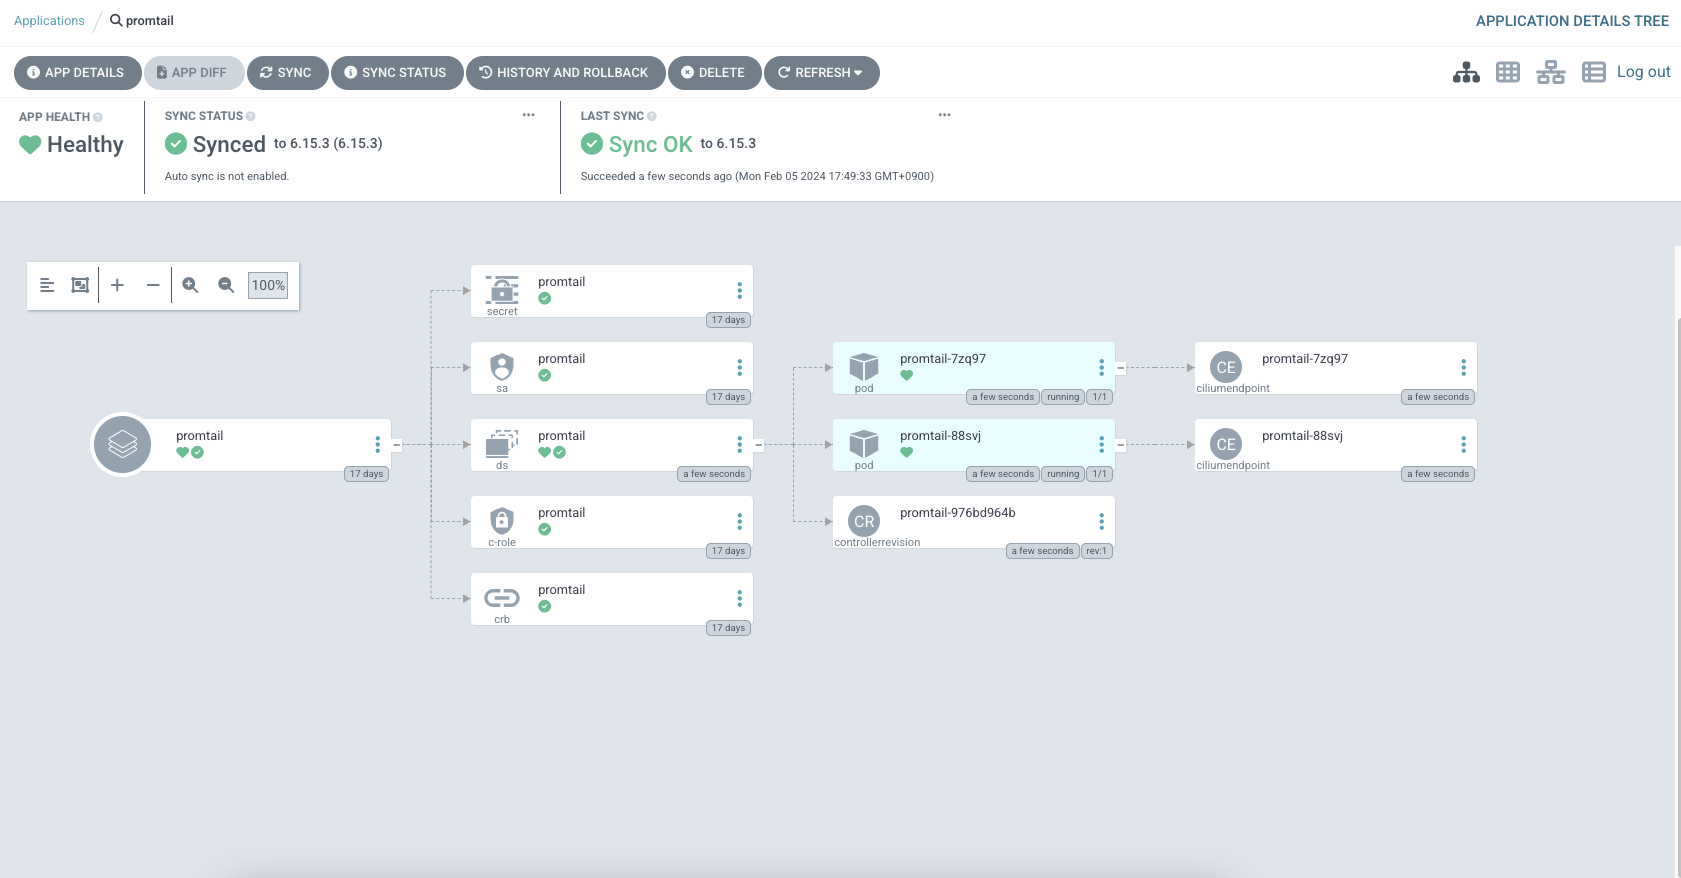 Applications / promtail
APPLICATION DETAILS TREE
APP DETAILS
APP DIFF
SYNC
SYNC STATUS
HISTORY AND ROLLBACK
DELETE
REFRESH
Log out
APP HEALTH
Healthy
SYNC STATUS
Synced to 6.15.3 (6.15.3)
Auto sync is not enabled.
LAST SYNC
Sync OK to 6.15.3
Succeeded a few seconds ago (Mon Feb 05 2024 17:49:33 GMT+0900)
100%
promtail
17 days
promtail
secret
17 days
promtail
sa
17 days
promtail
ds
a few seconds
promtail
c-role
17 days
promtail
crb
17 days
promtail-7zq97
pod
a few seconds running 1/1
promtail-88svj
pod
a few seconds running 1/1
promtail-976bd964b
CR
controllerrevision
a few seconds rev:1
promtail-7zq97
CE
ciliumendpoint
a few seconds
promtail-88svj
CE
ciliumendpoint
a few seconds